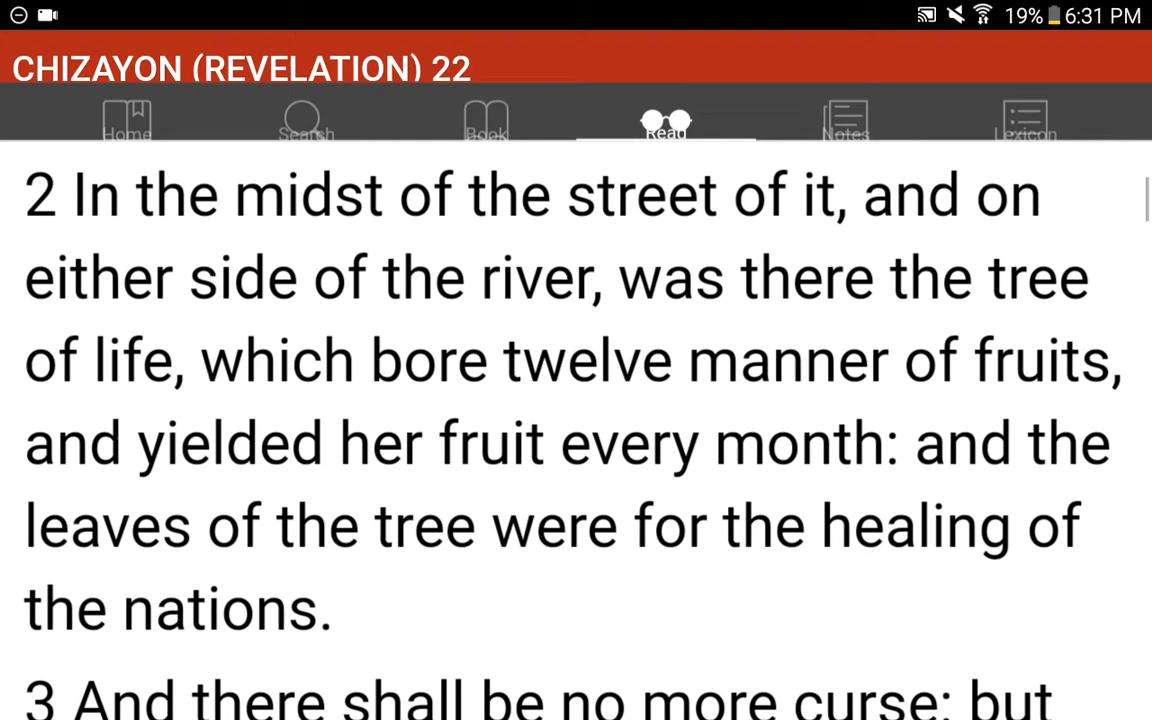 19% 6:31 PM
CHIZAYON (REVELATION) 22
Home Search Book Read Notes Lexicon
2 In the midst of the street of it, and on
either side of the river, was there the tree
of life, which bore twelve manner of fruits,
and yielded her fruit every month: and the
leaves of the tree were for the healing of
the nations.
3 And there shall be no more curse: but